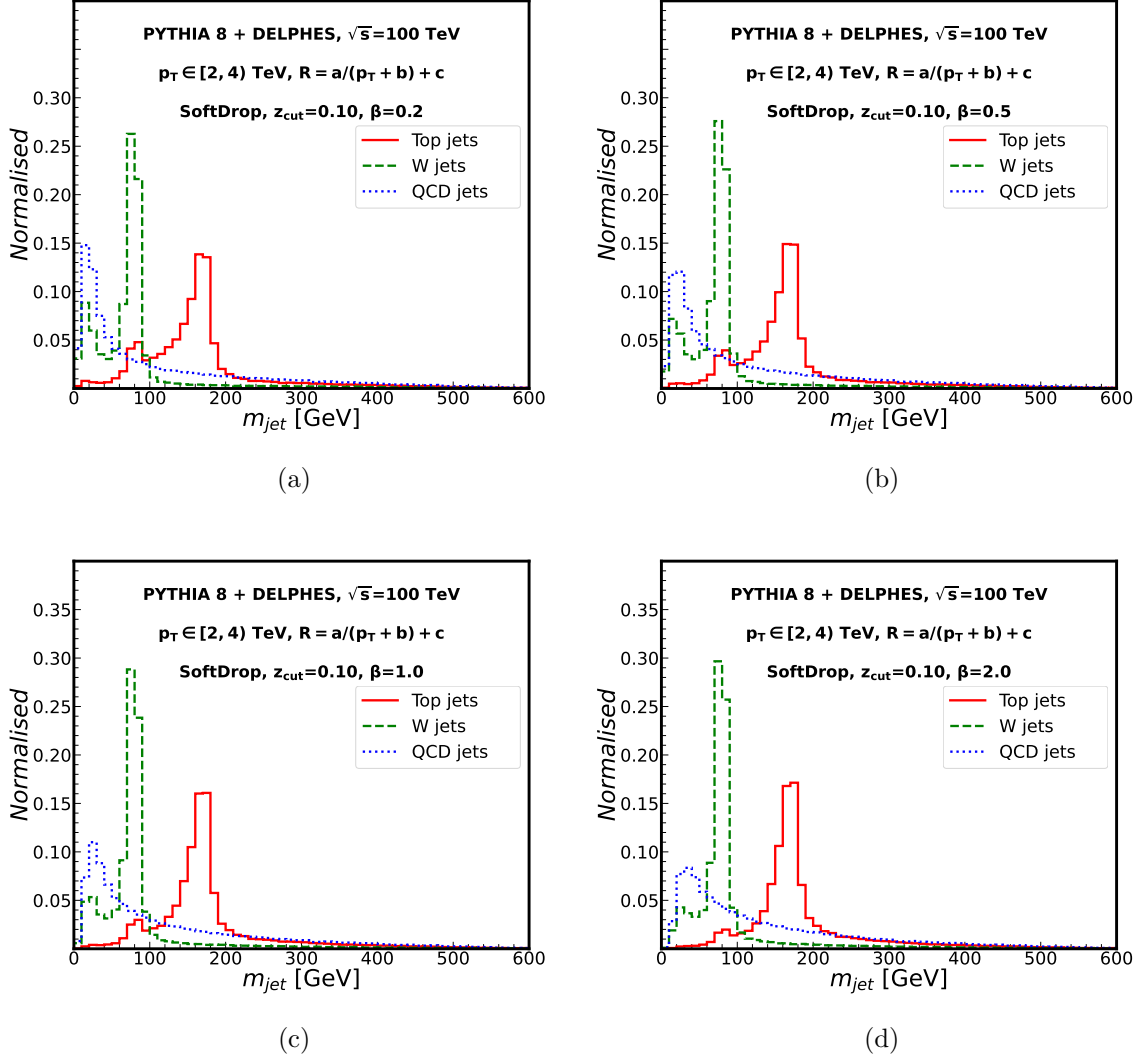 PYTHIA 8 + DELPHES, √s=100 TeV
p_T ∈ [2, 4) TeV, R = a/(p_T + b) + c
SoftDrop, z_cut=0.10, β=0.2
Top jets
W jets
QCD jets
Normalised
0.30
0.25
0.20
0.15
0.10
0.05
0 100 200 300 400 500 600
m_jet [GeV]
(a)
PYTHIA 8 + DELPHES, √s=100 TeV
p_T ∈ [2, 4) TeV, R = a/(p_T + b) + c
SoftDrop, z_cut=0.10, β=0.5
Top jets
W jets
QCD jets
Normalised
0.30
0.25
0.20
0.15
0.10
0.05
0 100 200 300 400 500 600
m_jet [GeV]
(b)
PYTHIA 8 + DELPHES, √s=100 TeV
p_T ∈ [2, 4) TeV, R = a/(p_T + b) + c
SoftDrop, z_cut=0.10, β=1.0
Top jets
W jets
QCD jets
Normalised
0.35
0.30
0.25
0.20
0.15
0.10
0.05
0 100 200 300 400 500 600
m_jet [GeV]
(c)
PYTHIA 8 + DELPHES, √s=100 TeV
p_T ∈ [2, 4) TeV, R = a/(p_T + b) + c
SoftDrop, z_cut=0.10, β=2.0
Top jets
W jets
QCD jets
Normalised
0.35
0.30
0.25
0.20
0.15
0.10
0.05
0 100 200 300 400 500 600
m_jet [GeV]
(d)